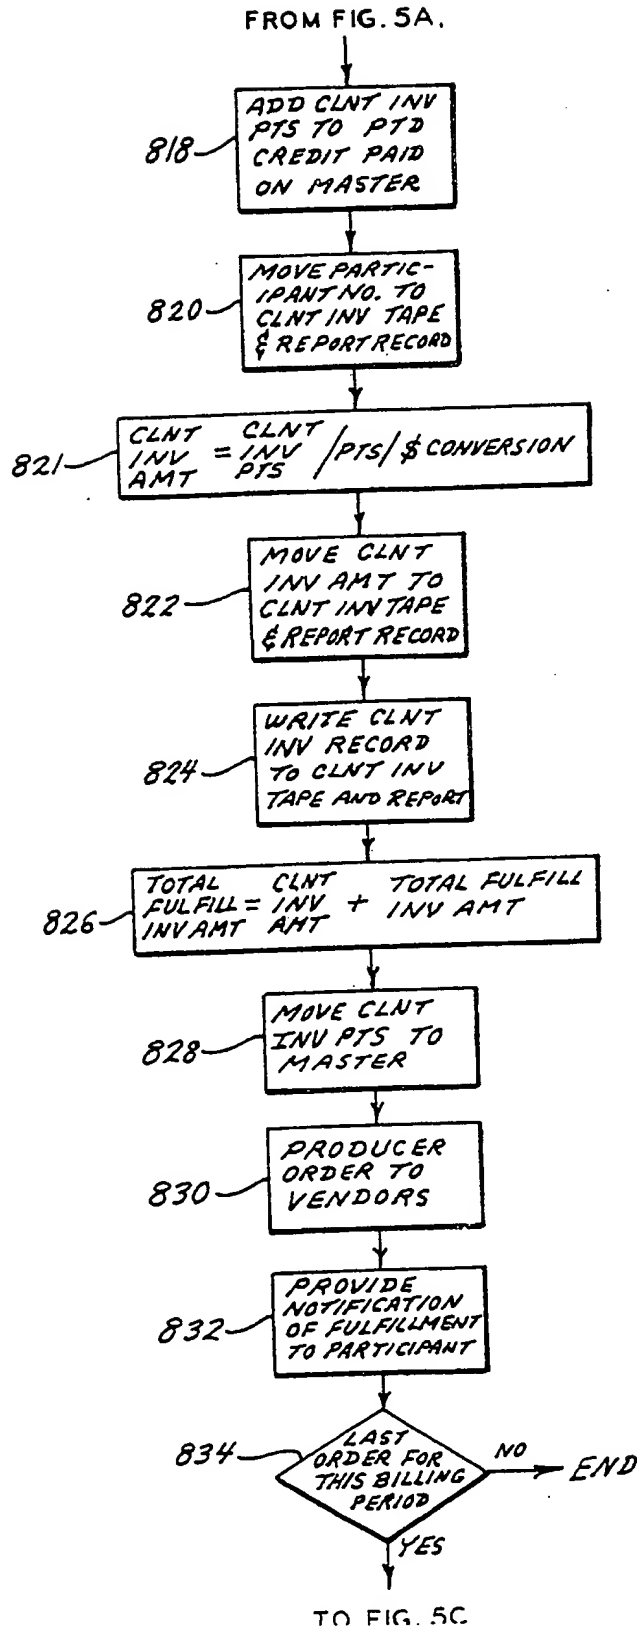 FROM FIG. 5A.
818
ADD CLNT INV
PTS TO PTD
CREDIT PAID
ON MASTER
820
MOVE PARTIC-
IPANT NO. TO
CLNT INV TAPE
& REPORT RECORD
821
CLNT INV AMT = CLNT INV PTS / PTS / $ CONVERSION
822
MOVE CLNT
INV AMT TO
CLNT INV TAPE
& REPORT RECORD
824
WRITE CLNT
INV RECORD
TO CLNT INV
TAPE AND REPORT
826
TOTAL FULFILL INV AMT = CLNT INV AMT + TOTAL FULFILL INV AMT
828
MOVE CLNT
INV PTS TO
MASTER
830
PRODUCER
ORDER TO
VENDORS
832
PROVIDE
NOTIFICATION
OF FULFILLMENT
TO PARTICIPANT
834
LAST
ORDER FOR
THIS BILLING
PERIOD
NO
END
YES
TO FIG. 5C